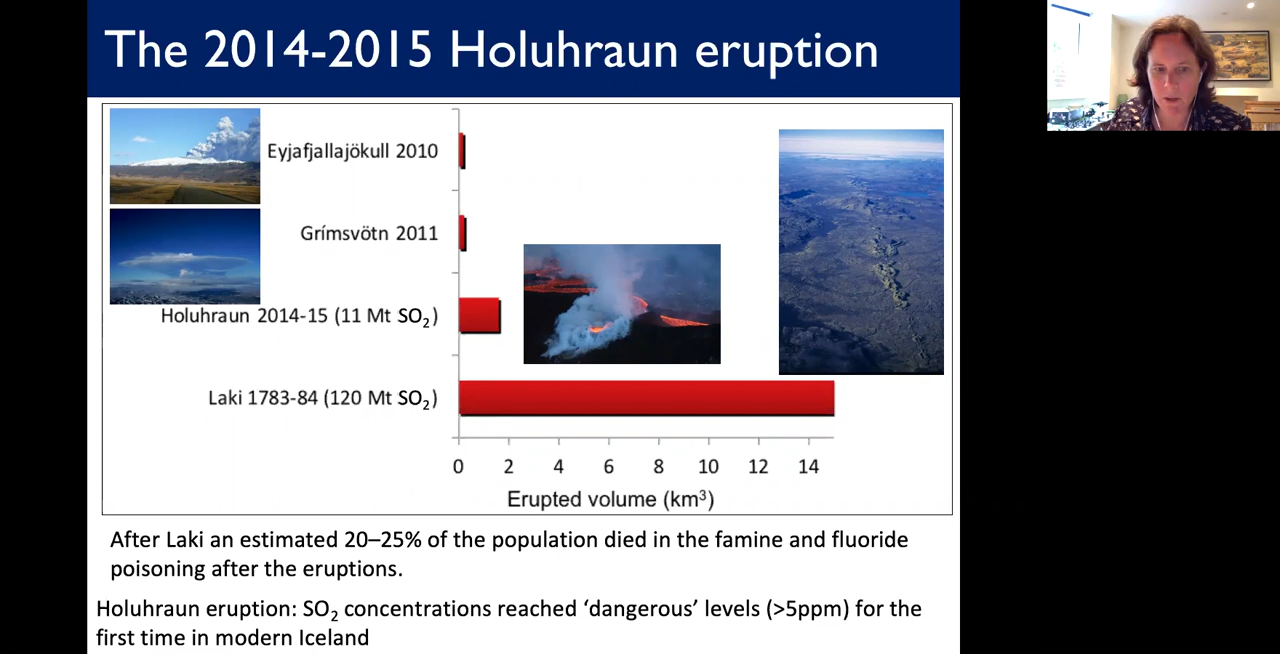 The 2014-2015 Holuhraun eruption
Eyjafjallajökull 2010
Grímsvötn 2011
Holuhraun 2014-15 (11 Mt SO₂)
Laki 1783-84 (120 Mt SO₂)
0 2 4 6 8 10 12 14
Erupted volume (km³)
After Laki an estimated 20–25% of the population died in the famine and fluoride
poisoning after the eruptions.
Holuhraun eruption: SO₂ concentrations reached ‘dangerous’ levels (>5ppm) for the
first time in modern Iceland